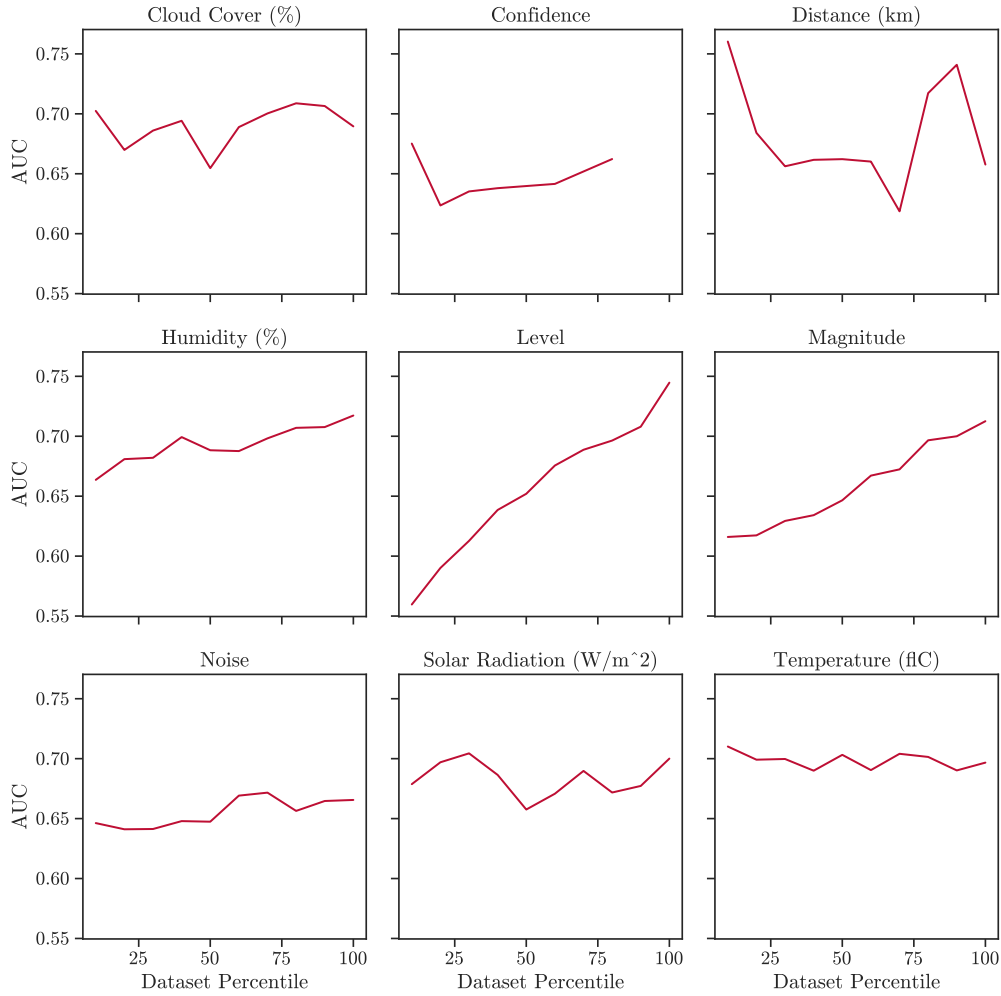 Cloud Cover (%)
Confidence
Distance (km)
AUC
0.75
0.70
0.65
0.60
0.55
Humidity (%)
Level
Magnitude
AUC
0.75
0.70
0.65
0.60
0.55
Noise
Solar Radiation (W/mˆ2)
Temperature (flC)
AUC
0.75
0.70
0.65
0.60
0.55
25 50 75 100
25 50 75 100
25 50 75 100
Dataset Percentile
Dataset Percentile
Dataset Percentile